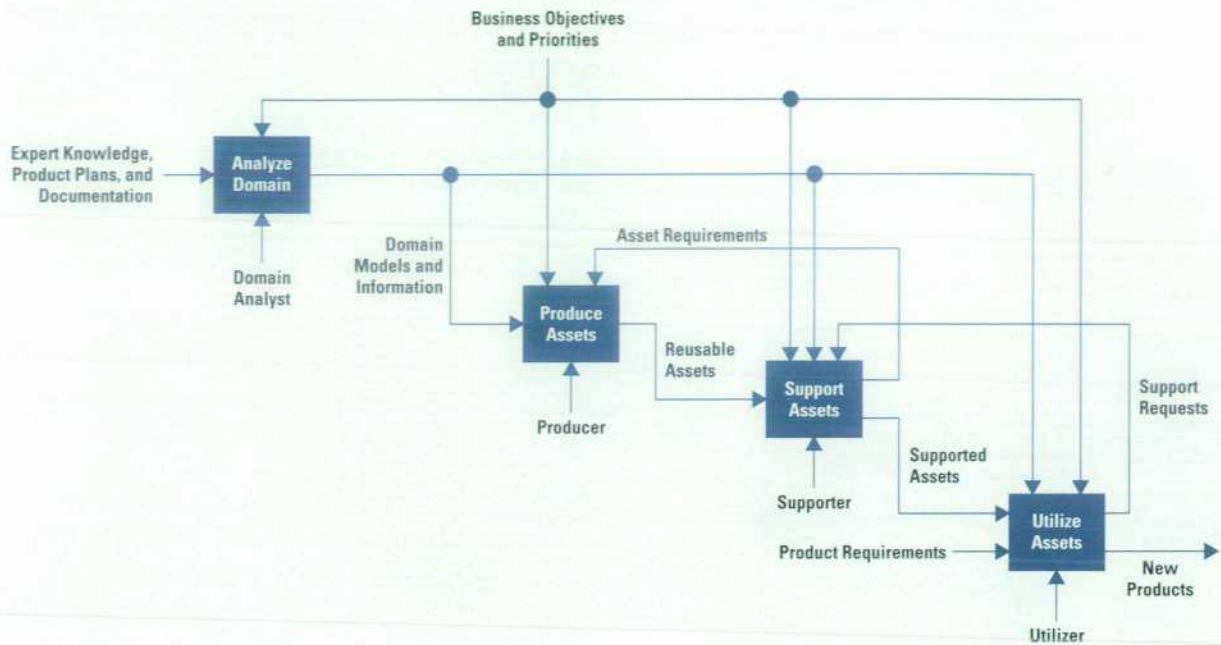 Business Objectives
and Priorities
Expert Knowledge,
Product Plans, and
Documentation
Analyze
Domain
Domain
Analyst
Domain
Models and
Information
Asset Requirements
Produce
Assets
Reusable
Assets
Producer
Support
Assets
Support
Requests
Supporter
Supported
Assets
Utilize
Assets
Product Requirements
New
Products
Utilizer